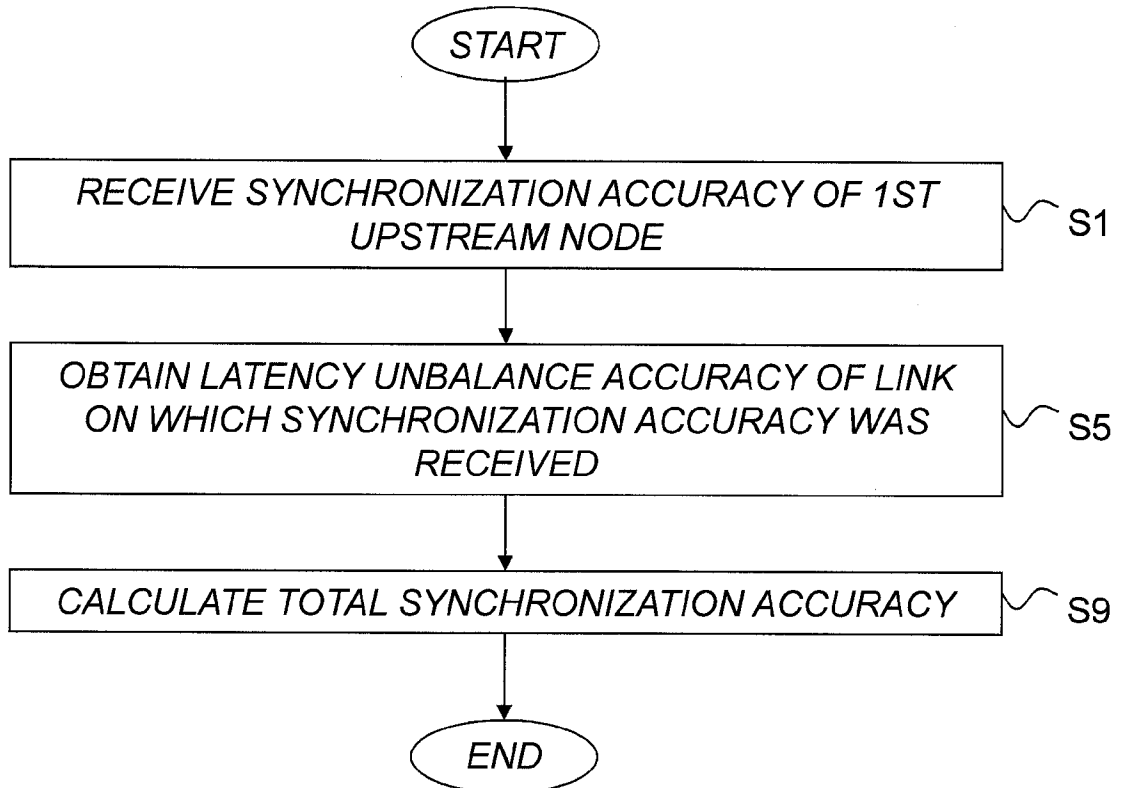 START
RECEIVE SYNCHRONIZATION ACCURACY OF 1ST
UPSTREAM NODE
S1
OBTAIN LATENCY UNBALANCE ACCURACY OF LINK
ON WHICH SYNCHRONIZATION ACCURACY WAS
RECEIVED
S5
CALCULATE TOTAL SYNCHRONIZATION ACCURACY
S9
END